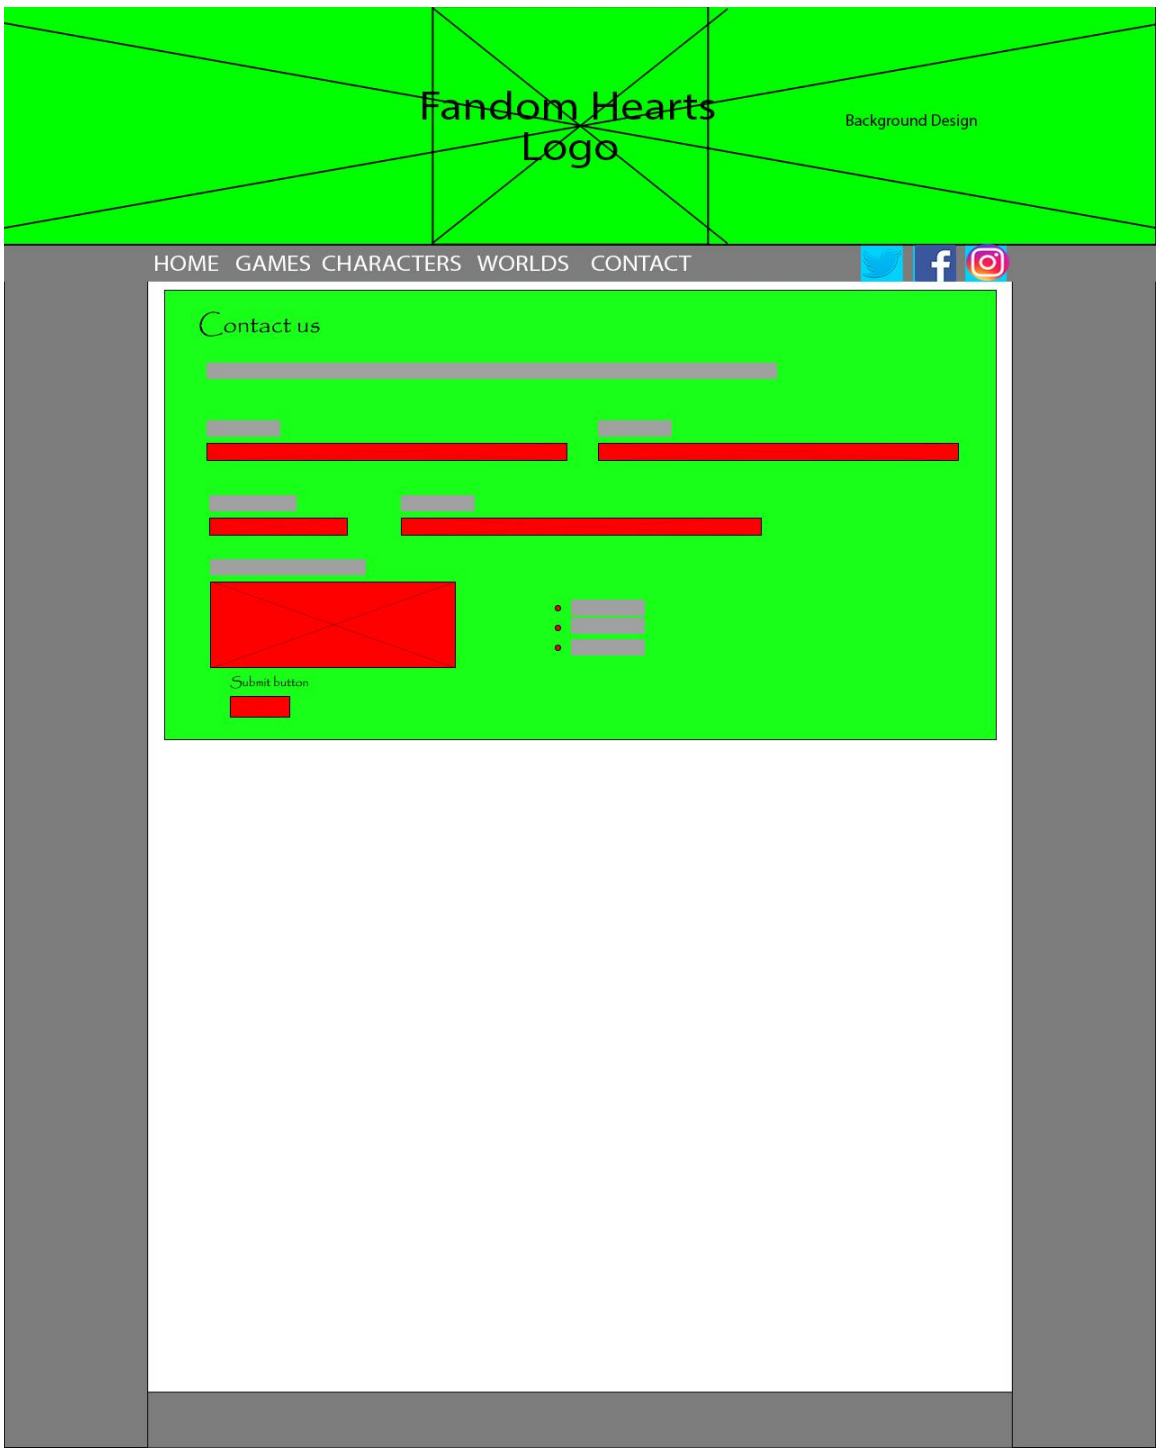 Fandom Hearts
Logo
Background Design
HOME GAMES CHARACTERS WORLDS CONTACT
Contact us
Submit button